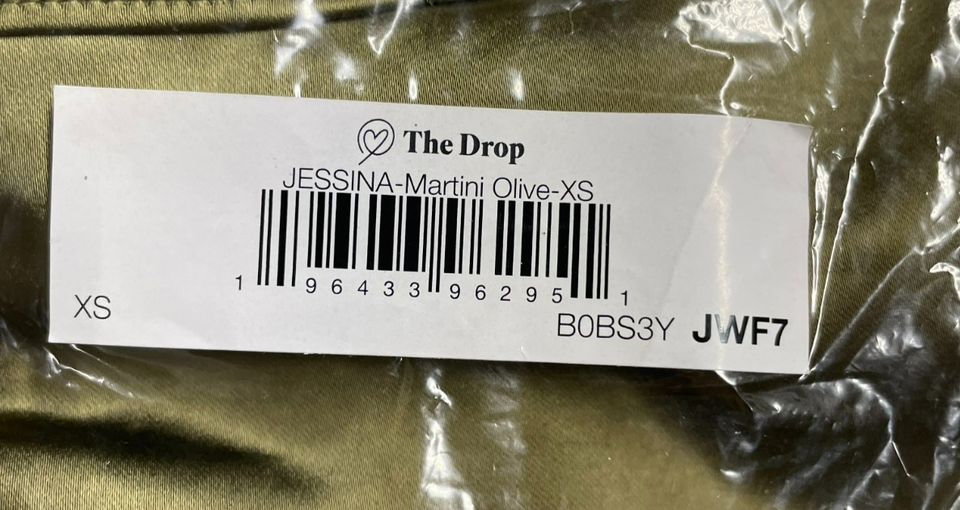 The Drop
JESSINA-Martini Olive-XS
1 96433 96295 1
XS
B0BS3Y JWF7